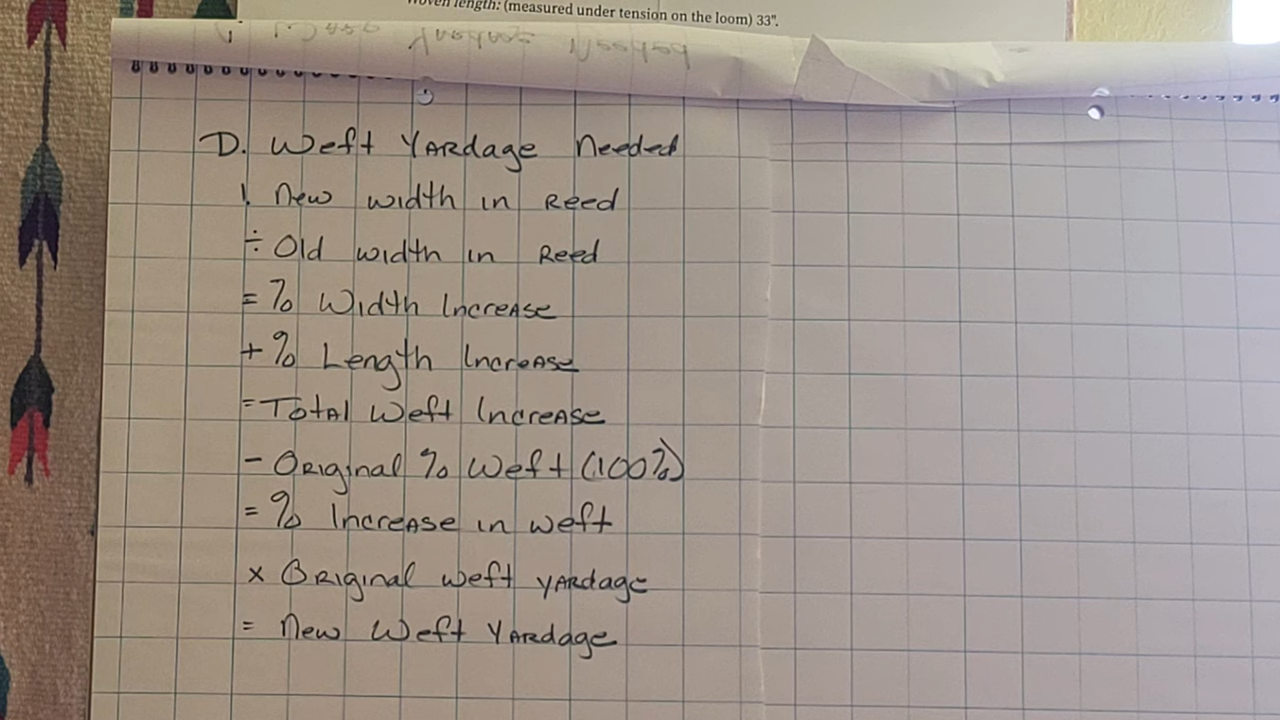 Woven length: (measured under tension on the loom) 33".
D. Weft Yardage Needed
1. New width in Reed
÷ Old width in Reed
= % Width Increase
+ % Length Increase
= Total Weft Increase
- Original % Weft (100%)
= % Increase in weft
x Original weft yardage
= New Weft Yardage